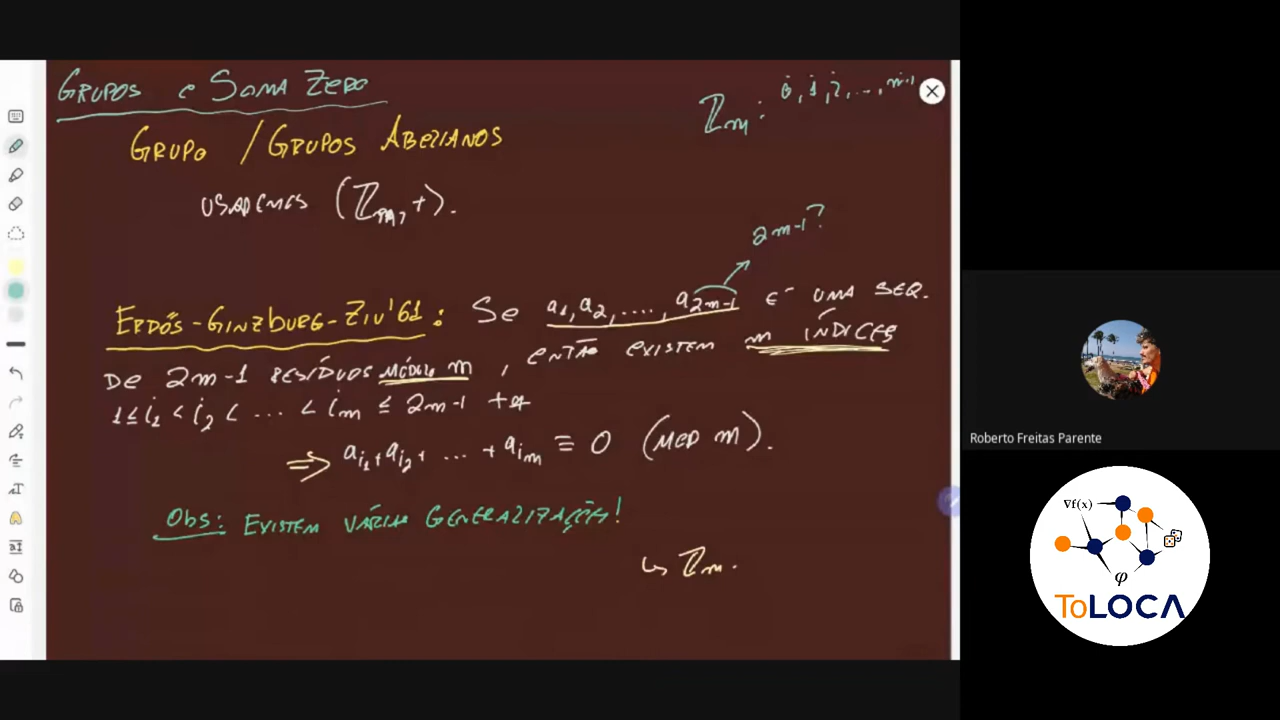 GRUPOS e SOMA ZERO
ℤm: 0, 1, 2, ..., m-1
GRUPO / GRUPOS ABELIANOS
USAREMOS (ℤm, +).
2m-1?
ERDŐS-GINZBURG-ZIV'61: SE a1, a2, ...., a2m-1 É UMA SEQ.
DE 2m-1 RESÍDUOS MÓDULO m, ENTÃO EXISTEM m ÍNDICES
1≤i1<i2< ... <im ≤ 2m-1 tq
⇒ ai1+ai2+ ... +aim ≡ 0 (MOD m).
Obs: EXISTEM VÁRIAS GENERALIZAÇÕES!
↳ ℤm.
Roberto Freitas Parente
∇f(x)
φ
ToLOCA